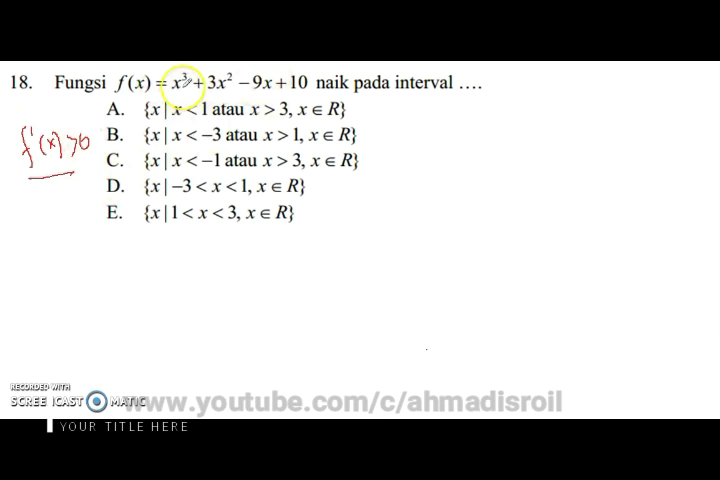 18. Fungsi f(x) = x³ + 3x² − 9x + 10 naik pada interval ….
A. {x | x < 1 atau x > 3, x ∈ R}
f'(x) > 0
B. {x | x < −3 atau x > 1, x ∈ R}
C. {x | x < −1 atau x > 3, x ∈ R}
D. {x | −3 < x < 1, x ∈ R}
E. {x | 1 < x < 3, x ∈ R}
RECORDED WITH
SCREENCAST MATIC
www.youtube.com/c/ahmadisroil
YOUR TITLE HERE